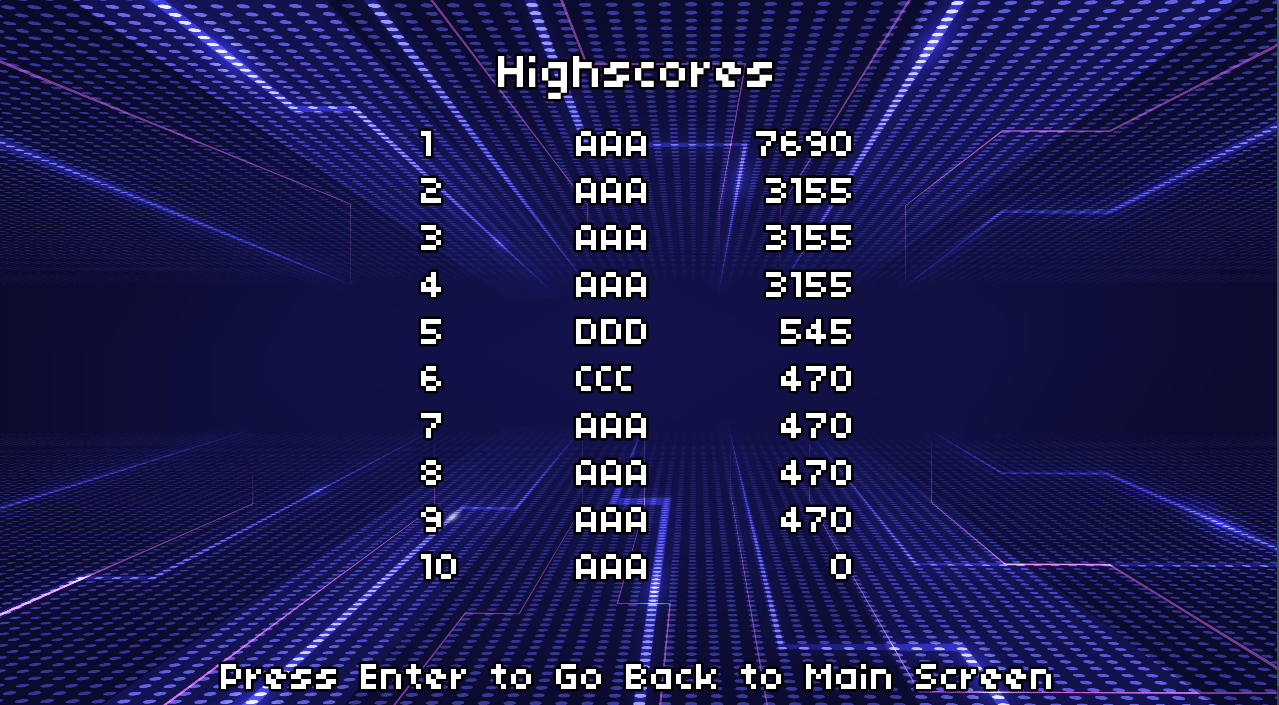 Highscores
1 AAA 7690
2 AAA 3155
3 AAA 3155
4 AAA 3155
5 DDD 545
6 CCC 470
7 AAA 470
8 AAA 470
9 AAA 470
10 AAA 0
Press Enter to Go Back to Main Screen